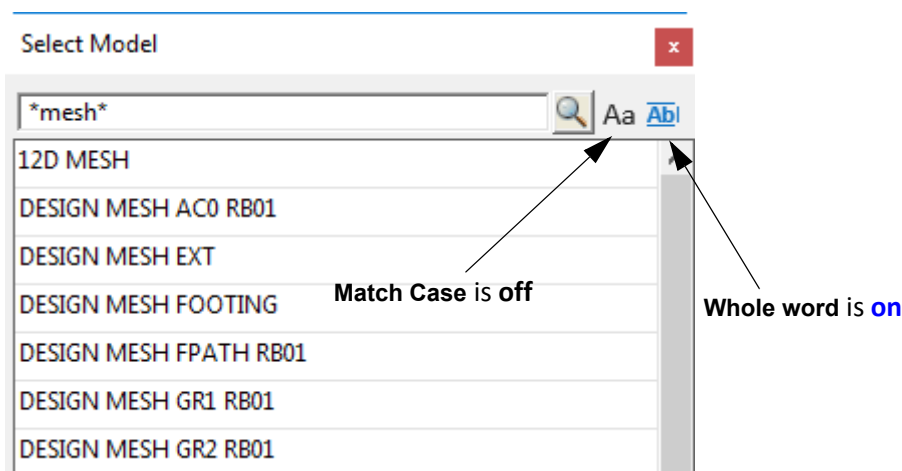 Select Model
x
*mesh*
Aa Abl
12D MESH
DESIGN MESH AC0 RB01
DESIGN MESH EXT
DESIGN MESH FOOTING
Match Case is off
Whole word is on
DESIGN MESH FPATH RB01
DESIGN MESH GR1 RB01
DESIGN MESH GR2 RB01